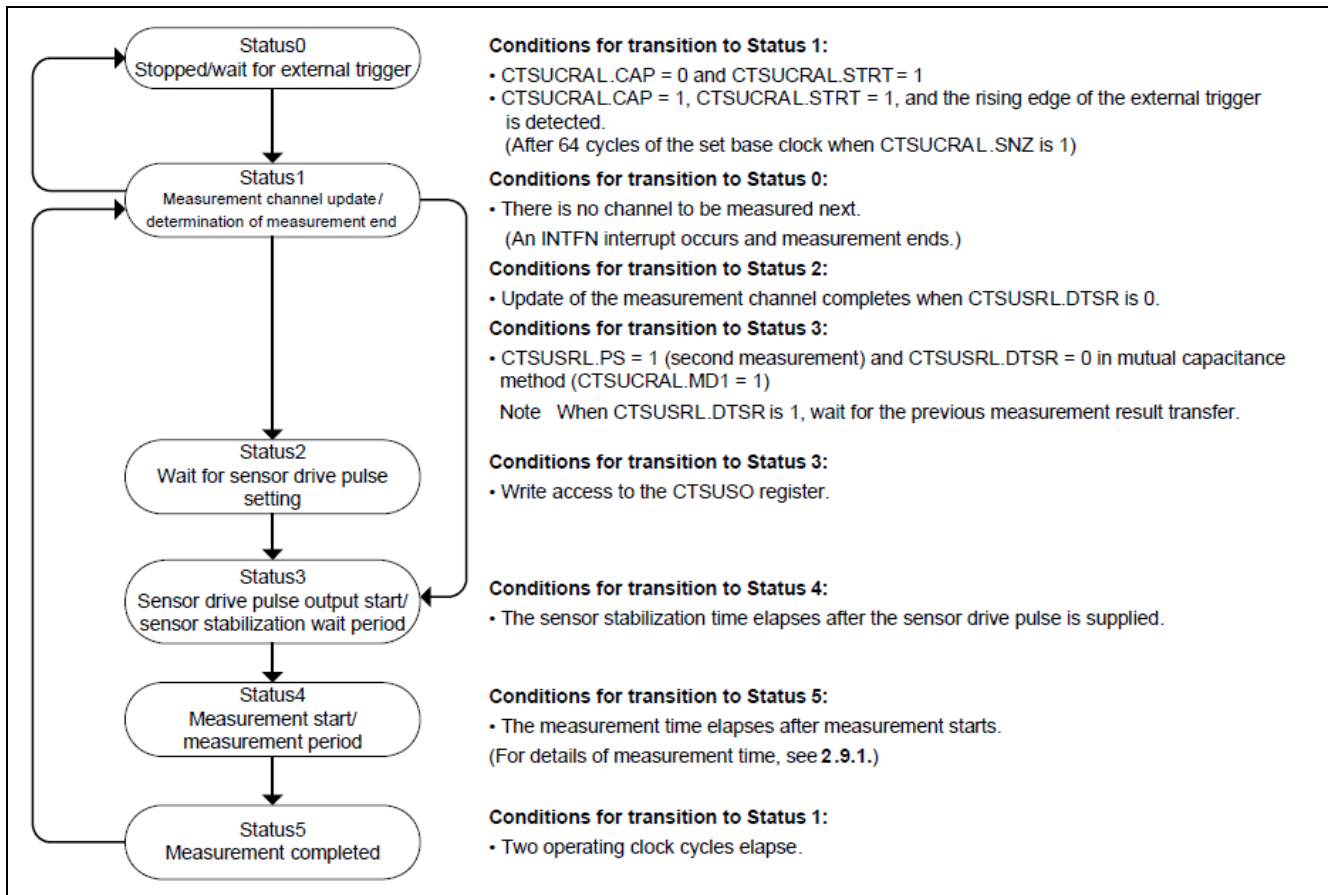 Status0
Stopped/wait for external trigger
Conditions for transition to Status 1:
• CTSUCRAL.CAP = 0 and CTSUCRAL.STRT = 1
• CTSUCRAL.CAP = 1, CTSUCRAL.STRT = 1, and the rising edge of the external trigger
is detected.
(After 64 cycles of the set base clock when CTSUCRAL.SNZ is 1)
Status1
Measurement channel update/
determination of measurement end
Conditions for transition to Status 0:
• There is no channel to be measured next.
(An INTFN interrupt occurs and measurement ends.)
Conditions for transition to Status 2:
• Update of the measurement channel completes when CTSUSRL.DTSR is 0.
Conditions for transition to Status 3:
• CTSUSRL.PS = 1 (second measurement) and CTSUSRL.DTSR = 0 in mutual capacitance
method (CTSUCRAL.MD1 = 1)
Note When CTSUSRL.DTSR is 1, wait for the previous measurement result transfer.
Status2
Wait for sensor drive pulse
setting
Conditions for transition to Status 3:
• Write access to the CTSUSO register.
Status3
Sensor drive pulse output start/
sensor stabilization wait period
Conditions for transition to Status 4:
• The sensor stabilization time elapses after the sensor drive pulse is supplied.
Status4
Measurement start/
measurement period
Conditions for transition to Status 5:
• The measurement time elapses after measurement starts.
(For details of measurement time, see 2.9.1.)
Status5
Measurement completed
Conditions for transition to Status 1:
• Two operating clock cycles elapse.